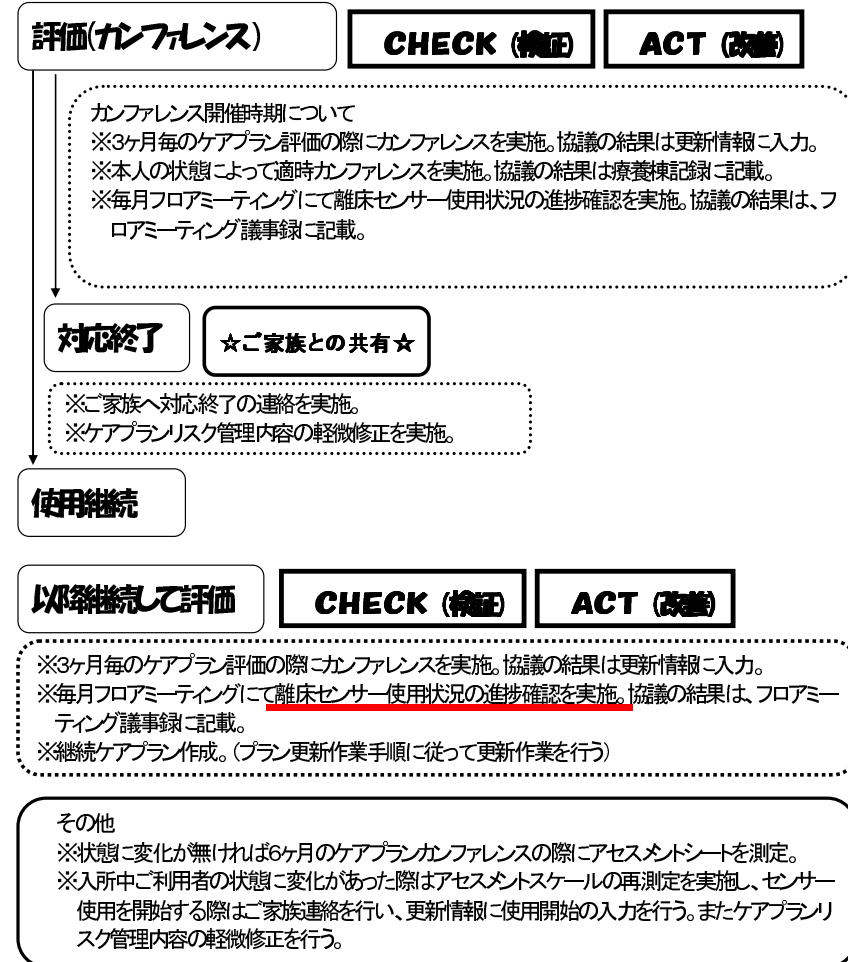 評価(カンファレンス)
CHECK (検証)
ACT (改善)
カンファレンス開催時期について
※3ヶ月毎のケアプラン評価の際にカンファレンスを実施。協議の結果は更新情報に入力。
※本人の状態によって適時カンファレンスを実施。協議の結果は療養棟記録に記載。
※毎月フロアミーティングにて離床センサー使用状況の進捗確認を実施。協議の結果は、フ
ロアミーティング議事録に記載。
対応終了
☆ご家族との共有☆
※ご家族へ対応終了の連絡を実施。
※ケアプランリスク管理内容の軽微修正を実施。
使用継続
以降継続して評価
CHECK (検証)
ACT (改善)
※3ヶ月毎のケアプラン評価の際にカンファレンスを実施。協議の結果は更新情報に入力。
※毎月フロアミーティングにて離床センサー使用状況の進捗確認を実施。協議の結果は、フロアミー
ティング議事録に記載。
※継続ケアプラン作成。(プラン更新作業手順に従って更新作業を行う)
その他
※状態に変化が無ければ6ヶ月のケアプランカンファレンスの際にアセスメントシートを測定。
※入所中ご利用者の状態に変化があった際はアセスメントスケールの再測定を実施し、センサー
使用を開始する際はご家族連絡を行い、更新情報に使用開始の入力を行う。またケアプランリ
スク管理内容の軽微修正を行う。